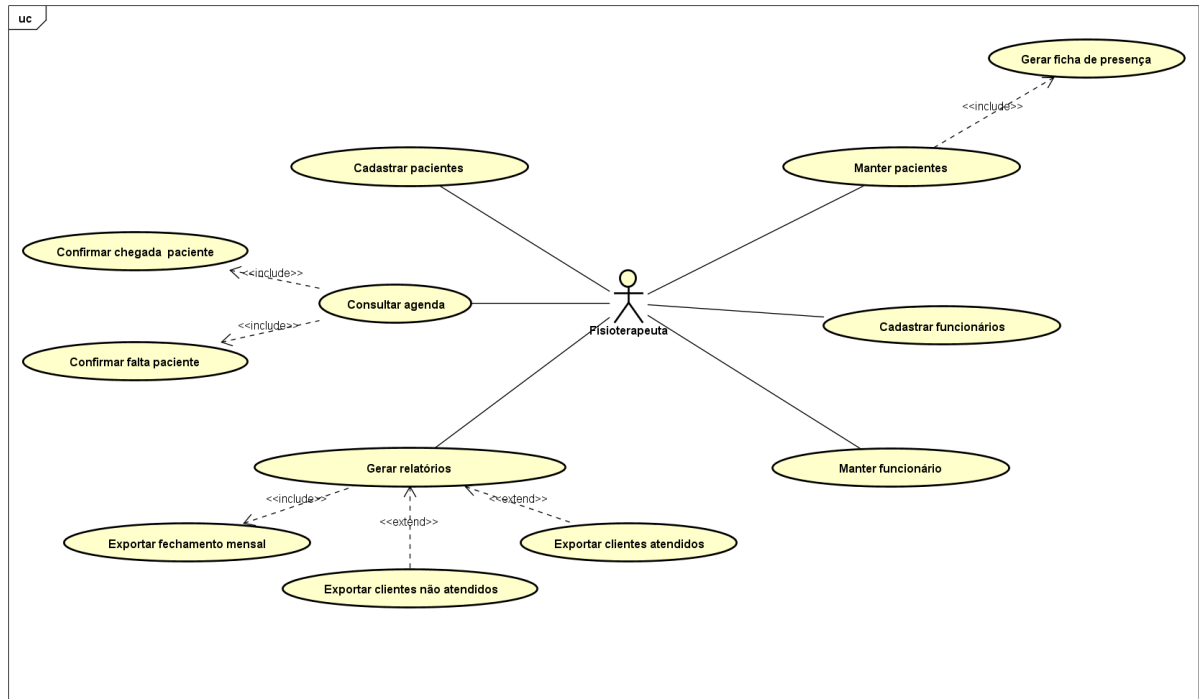 uc
Gerar ficha de presença
<<include>>
Cadastrar pacientes
Manter pacientes
Confirmar chegada paciente
<<include>>
Consultar agenda
<<include>>
Confirmar falta paciente
Fisioterapeuta
Cadastrar funcionários
Gerar relatórios
Manter funcionário
<<include>>
<<extend>>
<<extend>>
Exportar fechamento mensal
Exportar clientes atendidos
Exportar clientes não atendidos